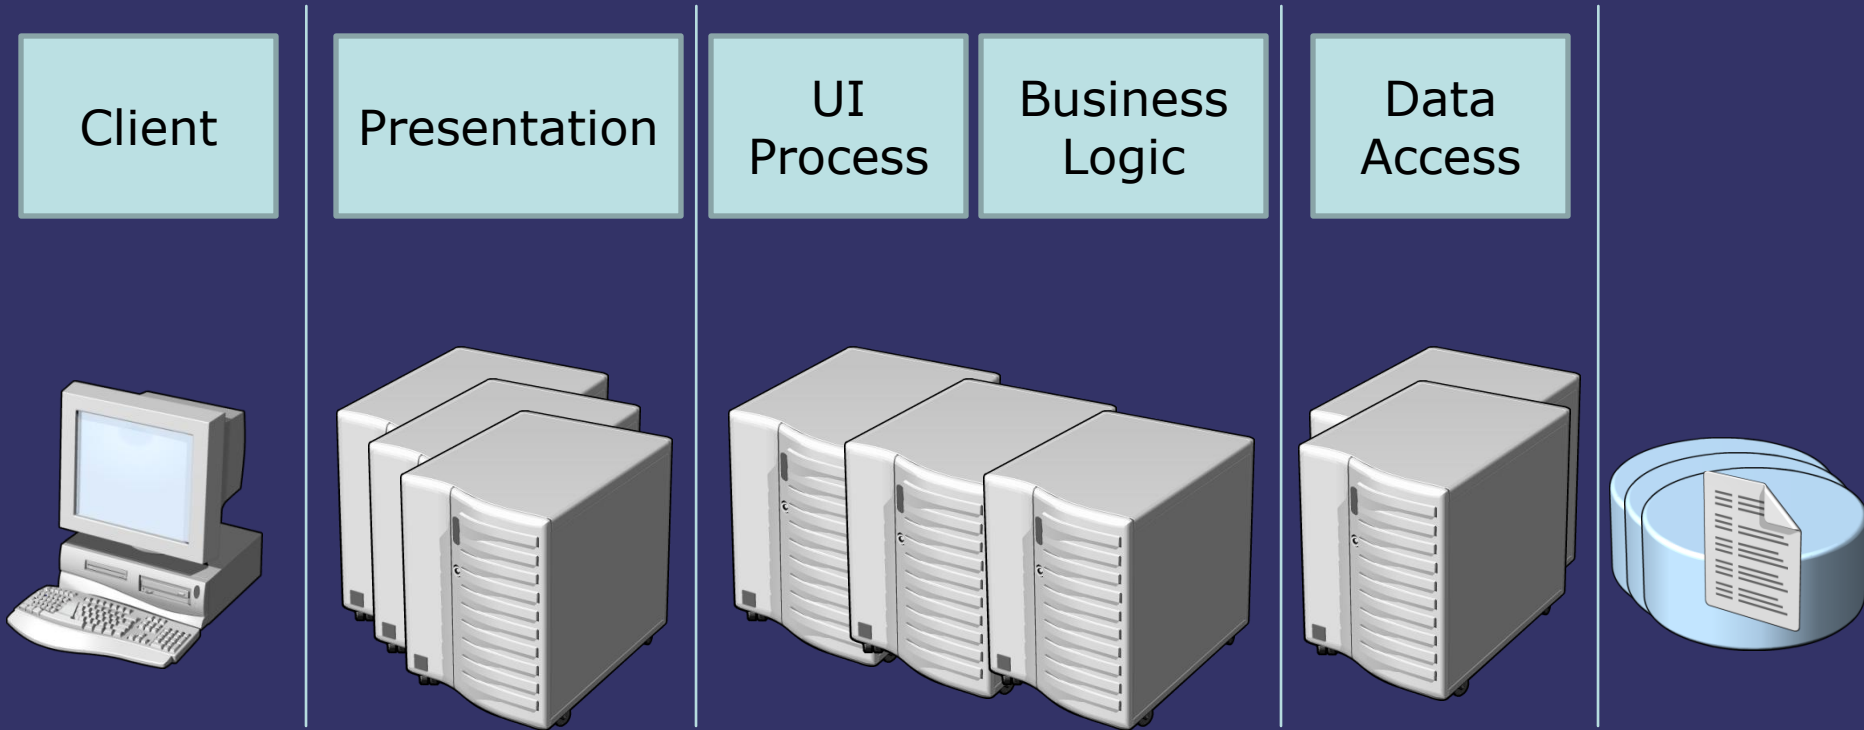 Client
Presentation
UI
Process
Business
Logic
Data
Access